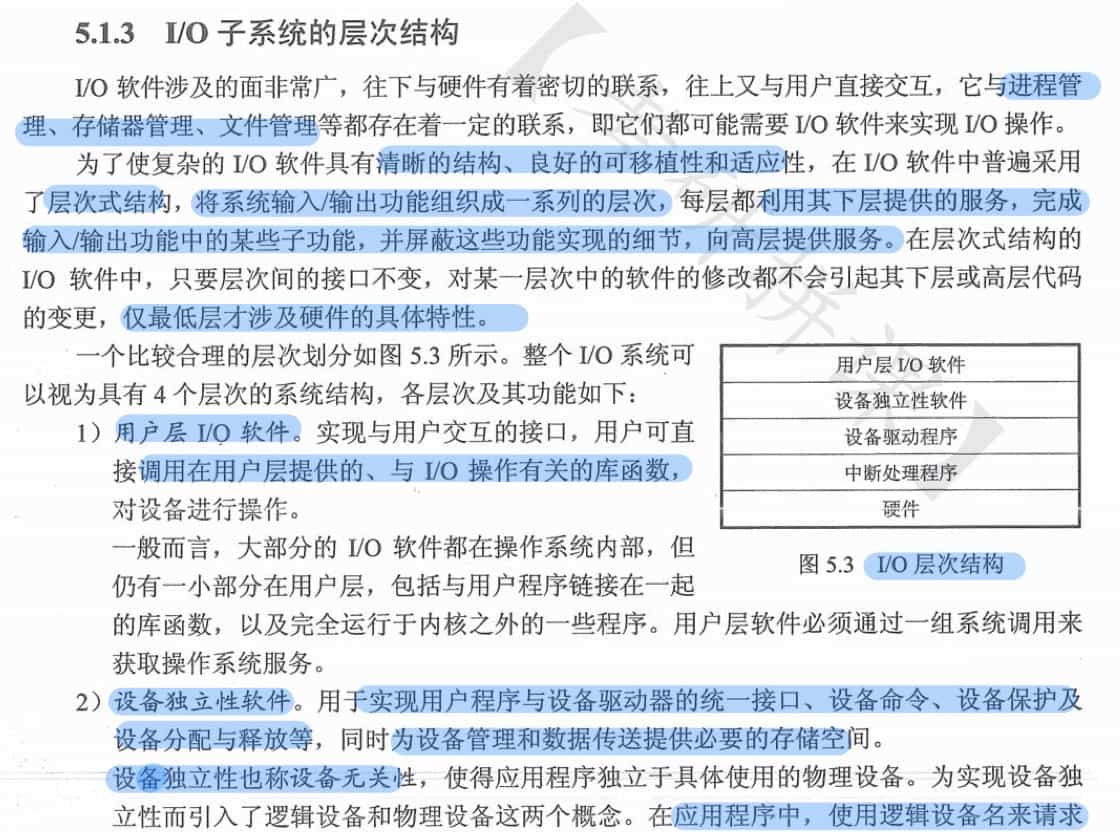 5.1.3 I/O 子系统的层次结构
I/O 软件涉及的面非常广，往下与硬件有着密切的联系，往上又与用户直接交互，它与进程管
理、存储器管理、文件管理等都存在着一定的联系，即它们都可能需要 I/O 软件来实现 I/O 操作。
为了使复杂的 I/O 软件具有清晰的结构、良好的可移植性和适应性，在 I/O 软件中普遍采用
了层次式结构，将系统输入/输出功能组织成一系列的层次，每层都利用其下层提供的服务，完成
输入/输出功能中的某些子功能，并屏蔽这些功能实现的细节，向高层提供服务。在层次式结构的
I/O 软件中，只要层次间的接口不变，对某一层次中的软件的修改都不会引起其下层或高层代码
的变更，仅最低层才涉及硬件的具体特性。
一个比较合理的层次划分如图 5.3 所示。整个 I/O 系统可
以视为具有 4 个层次的系统结构，各层次及其功能如下：
1）用户层 I/O 软件。实现与用户交互的接口，用户可直
接调用在用户层提供的、与 I/O 操作有关的库函数，
对设备进行操作。
一般而言，大部分的 I/O 软件都在操作系统内部，但
仍有一小部分在用户层，包括与用户程序链接在一起
的库函数，以及完全运行于内核之外的一些程序。用户层软件必须通过一组系统调用来
获取操作系统服务。
用户层 I/O 软件
设备独立性软件
设备驱动程序
中断处理程序
硬件
图 5.3 I/O 层次结构
2）设备独立性软件。用于实现用户程序与设备驱动器的统一接口、设备命令、设备保护及
设备分配与释放等，同时为设备管理和数据传送提供必要的存储空间。
设备独立性也称设备无关性，使得应用程序独立于具体使用的物理设备。为实现设备独
立性而引入了逻辑设备和物理设备这两个概念。在应用程序中，使用逻辑设备名来请求